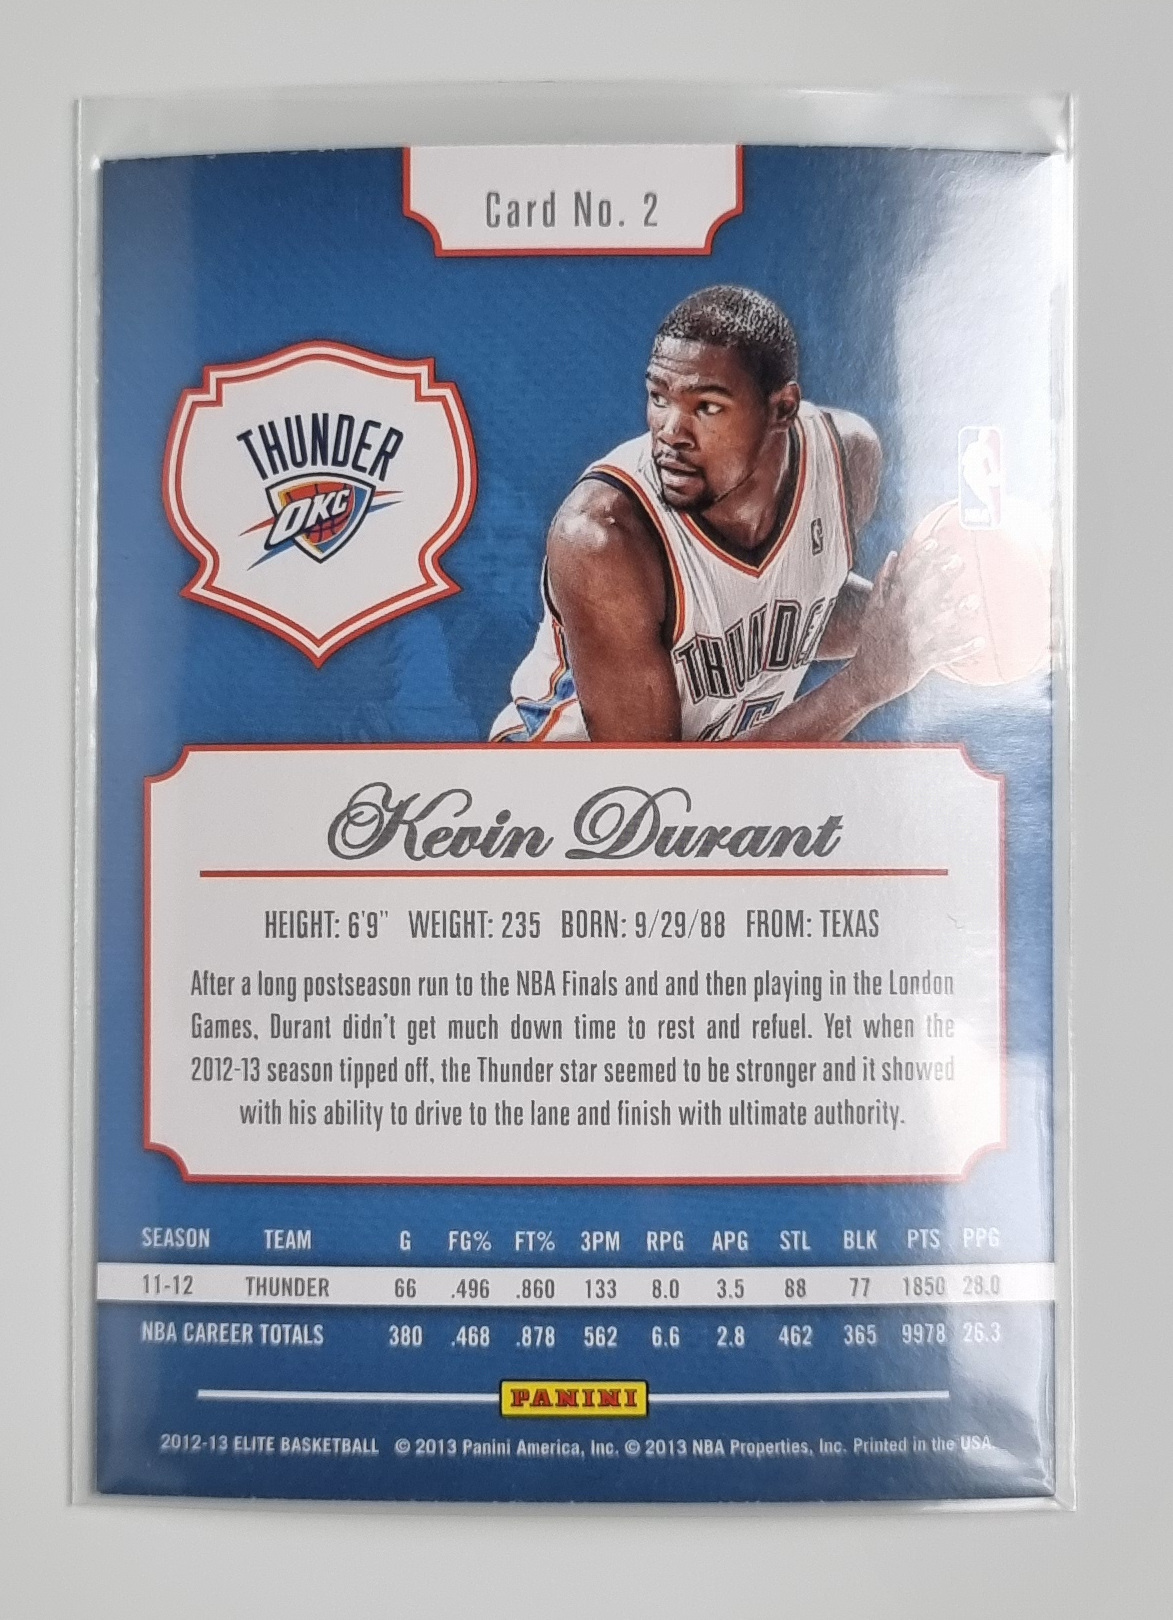 Card No. 2
THUNDER
OKC
THUNDER
Kevin Durant
HEIGHT: 6'9" WEIGHT: 235 BORN: 9/29/88 FROM: TEXAS
After a long postseason run to the NBA Finals and and then playing in the London
Games, Durant didn't get much down time to rest and refuel. Yet when the
2012-13 season tipped off, the Thunder star seemed to be stronger and it showed
with his ability to drive to the lane and finish with ultimate authority.
SEASON TEAM G FG% FT% 3PM RPG APG STL BLK PTS PPG
11-12 THUNDER 66 .496 .860 133 8.0 3.5 88 77 1850 28.0
NBA CAREER TOTALS 380 .468 .878 562 6.6 2.8 462 365 9978 26.3
PANINI
2012-13 ELITE BASKETBALL © 2013 Panini America, Inc. © 2013 NBA Properties, Inc. Printed in the USA.